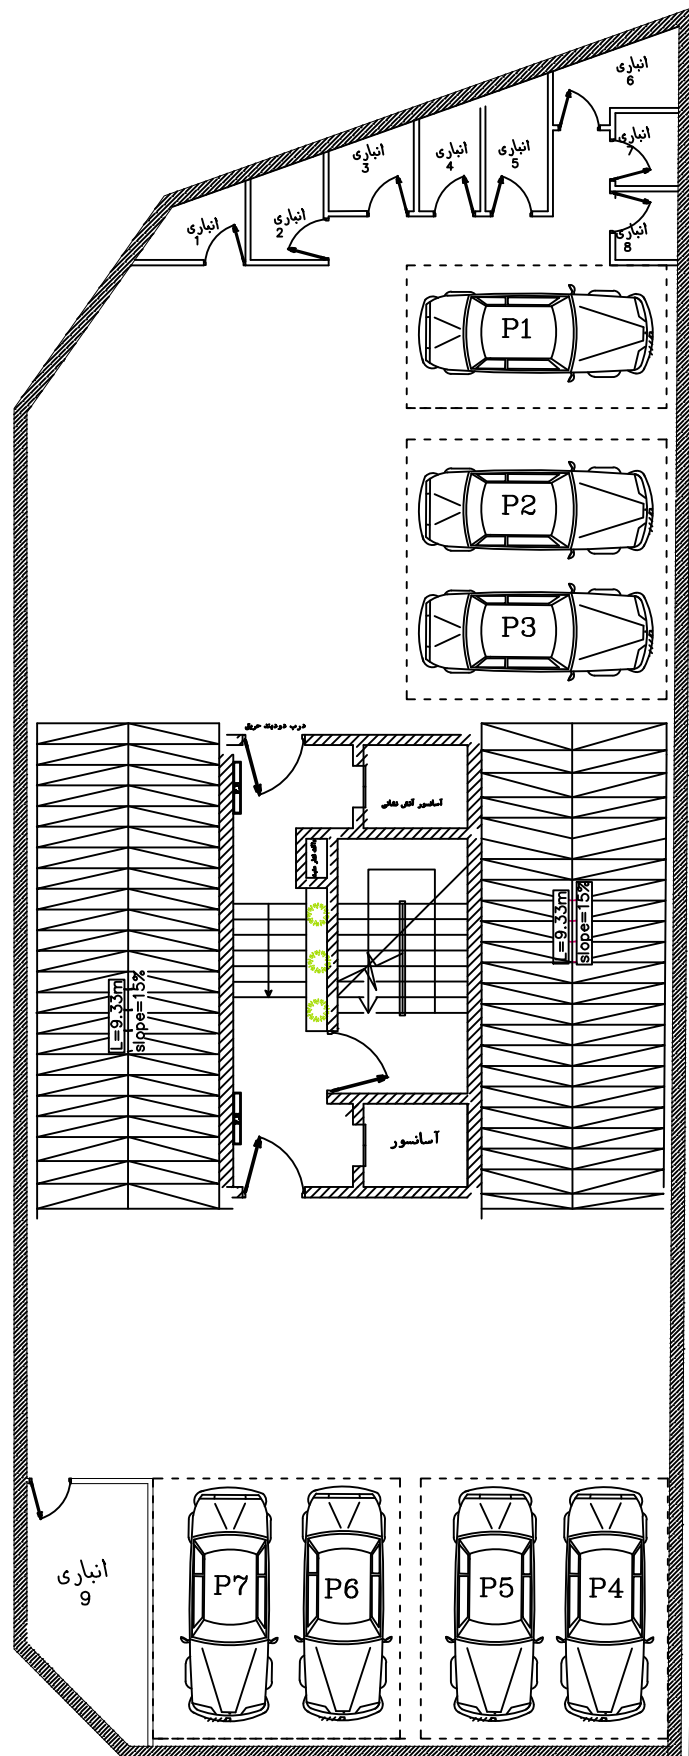 انباری
6
انباری
7
انباری
3
انباری
4
انباری
5
انباری
1
انباری
2
انباری
8
P1
P2
P3
درب دودبند حریق
آسانسور آتش نشانی
L=9.33m
slope=15%
L=9.33m
slope=15%
آسانسور
انباری
9
P7
P6
P5
P4